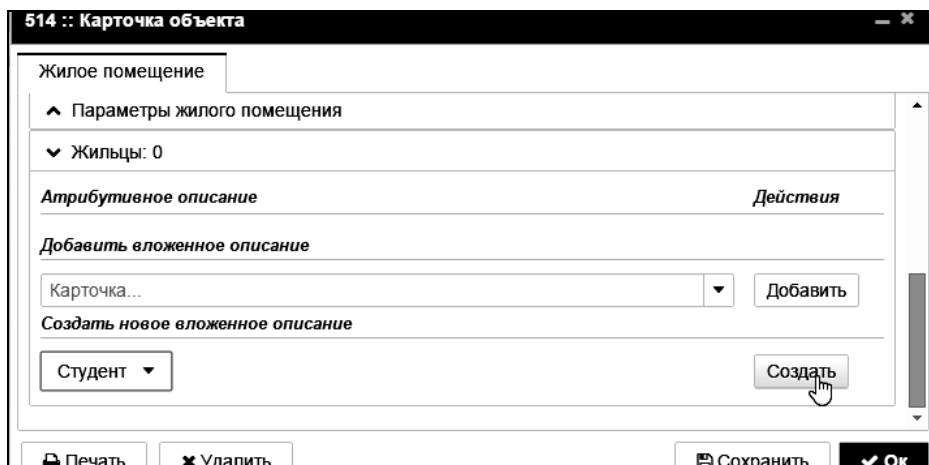 514 :: Карточка объекта
Жилое помещение
Параметры жилого помещения
Жильцы: 0
Атрибутивное описание Действия
Добавить вложенное описание
Карточка... Добавить
Создать новое вложенное описание
Студент Создать
Печать Удалить Сохранить Ок